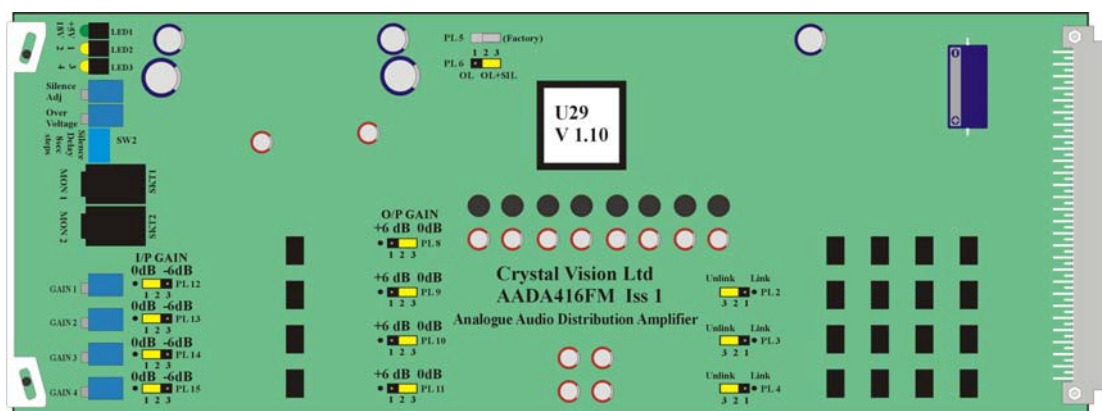 +5V
18V
LED1
1
2
LED2
3
4
LED3
Silence
Adj
Over
Voltage
Silence
Delay
8sec
steps
SW2
MON 1
SKT1
MON 2
SKT2
PL 5 (Factory)
1 2 3
PL 6
OL OL+SIL
U29
V 1.10
O/P GAIN
+6 dB 0dB
PL 8
1 2 3
+6 dB 0dB
PL 9
1 2 3
+6 dB 0dB
PL 10
1 2 3
+6 dB 0dB
PL 11
1 2 3
I/P GAIN
0dB -6dB
GAIN 1
PL 12
1 2 3
0dB -6dB
GAIN 2
PL 13
1 2 3
0dB -6dB
GAIN 3
PL 14
1 2 3
0dB -6dB
GAIN 4
PL 15
1 2 3
Crystal Vision Ltd
AADA416FM Iss 1
Analogue Audio Distribution Amplifier
Unlink Link
PL 2
3 2 1
Unlink Link
PL 3
3 2 1
Unlink Link
PL 4
3 2 1